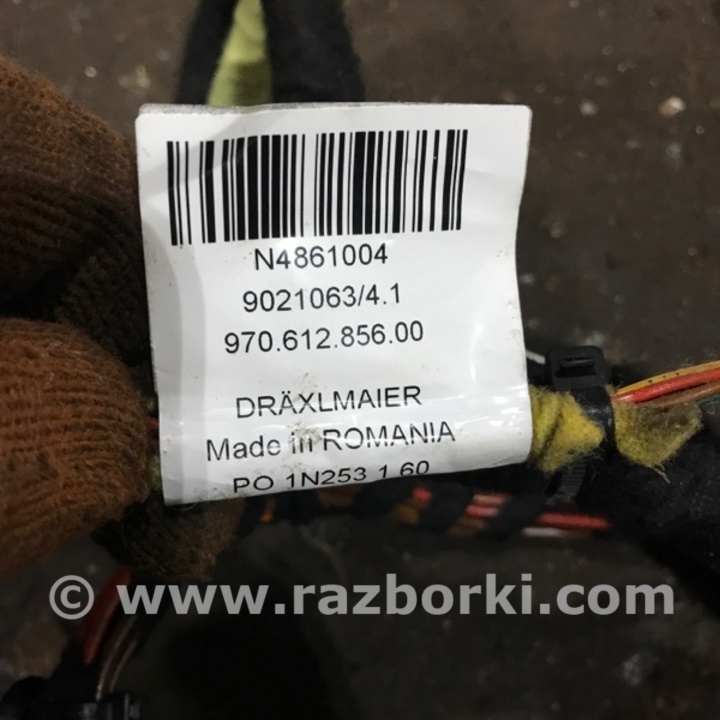 N4861004
9021063/4.1
970.612.856.00
DRÄXLMAIER
Made in ROMANIA
PO 1N253 1 60
© www.razborki.com